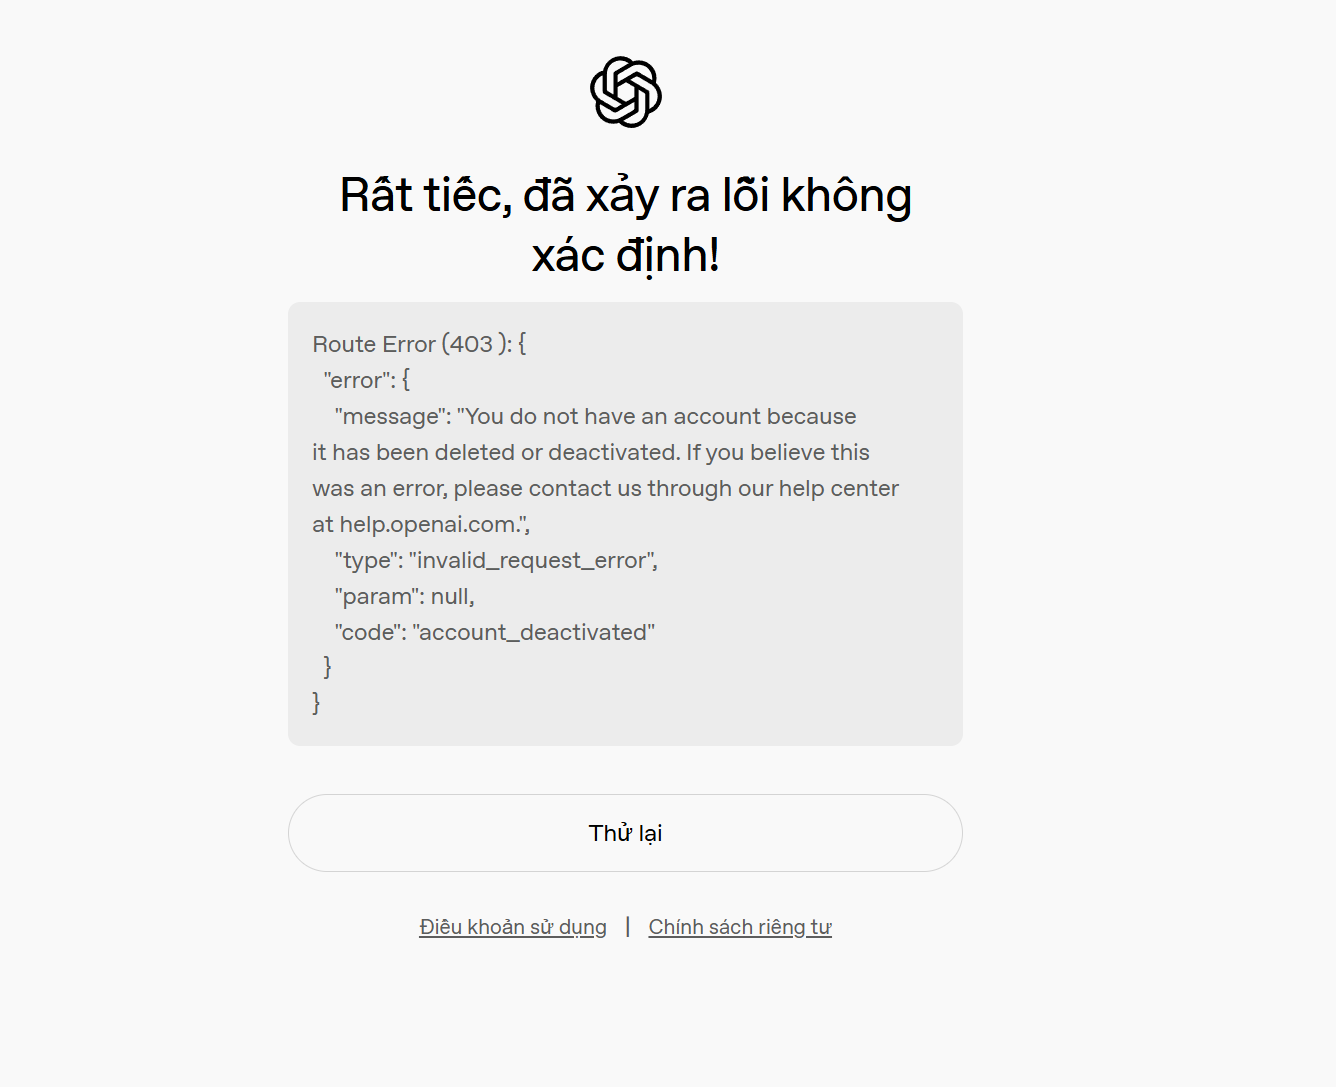 Rất tiếc, đã xảy ra lỗi không
xác định!
Route Error (403 ): {
"error": {
"message": "You do not have an account because
it has been deleted or deactivated. If you believe this
was an error, please contact us through our help center
at help.openai.com.",
"type": "invalid_request_error",
"param": null,
"code": "account_deactivated"
}
}
Thử lại
Điều khoản sử dụng | Chính sách riêng tư